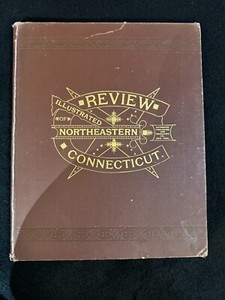 ILLUSTRATED
REVIEW
OF
NORTHEASTERN
CONNECTICUT.